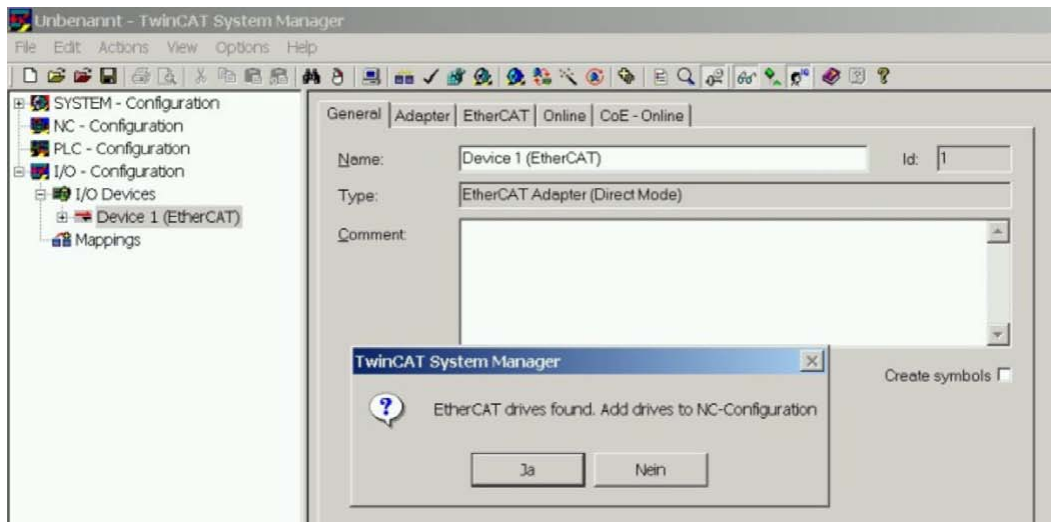 Unbenannt - TwinCAT System Manager
File Edit Actions View Options Help
SYSTEM - Configuration
NC - Configuration
PLC - Configuration
I/O - Configuration
I/O Devices
Device 1 (EtherCAT)
Mappings
General Adapter EtherCAT Online CoE - Online
Name: Device 1 (EtherCAT) Id: 1
Type: EtherCAT Adapter (Direct Mode)
Comment:
Create symbols
TwinCAT System Manager
EtherCAT drives found. Add drives to NC-Configuration
Ja Nein